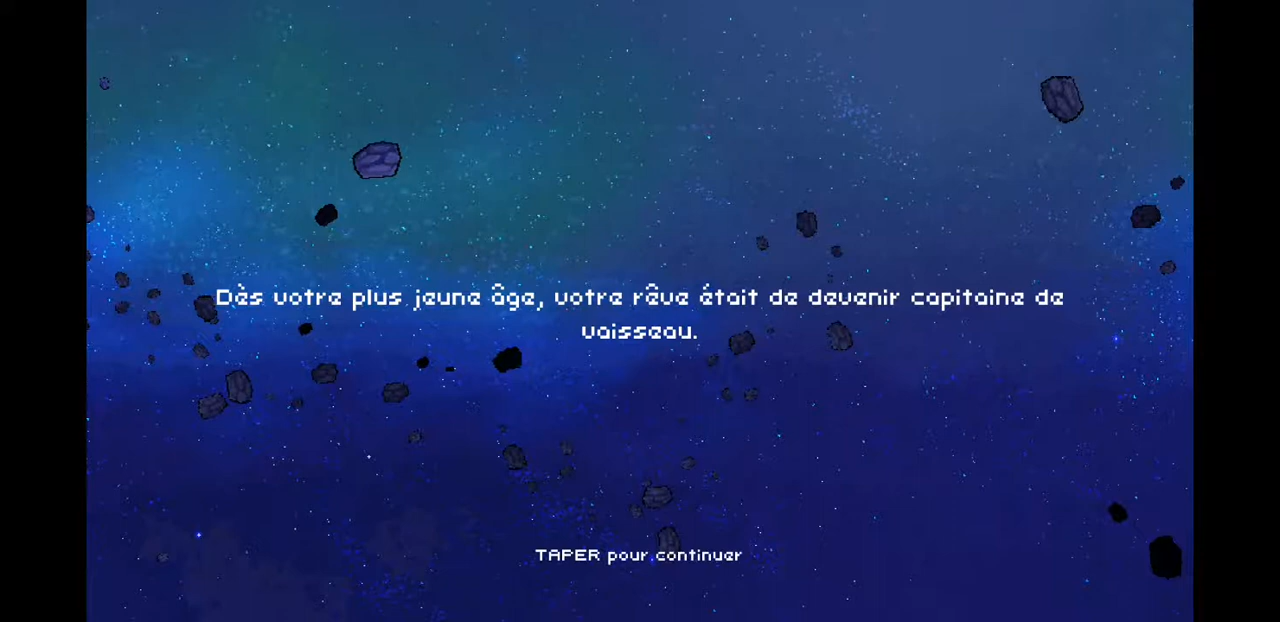 Dès votre plus jeune âge, votre rêve était de devenir capitaine de
vaisseau.
TAPER pour continuer